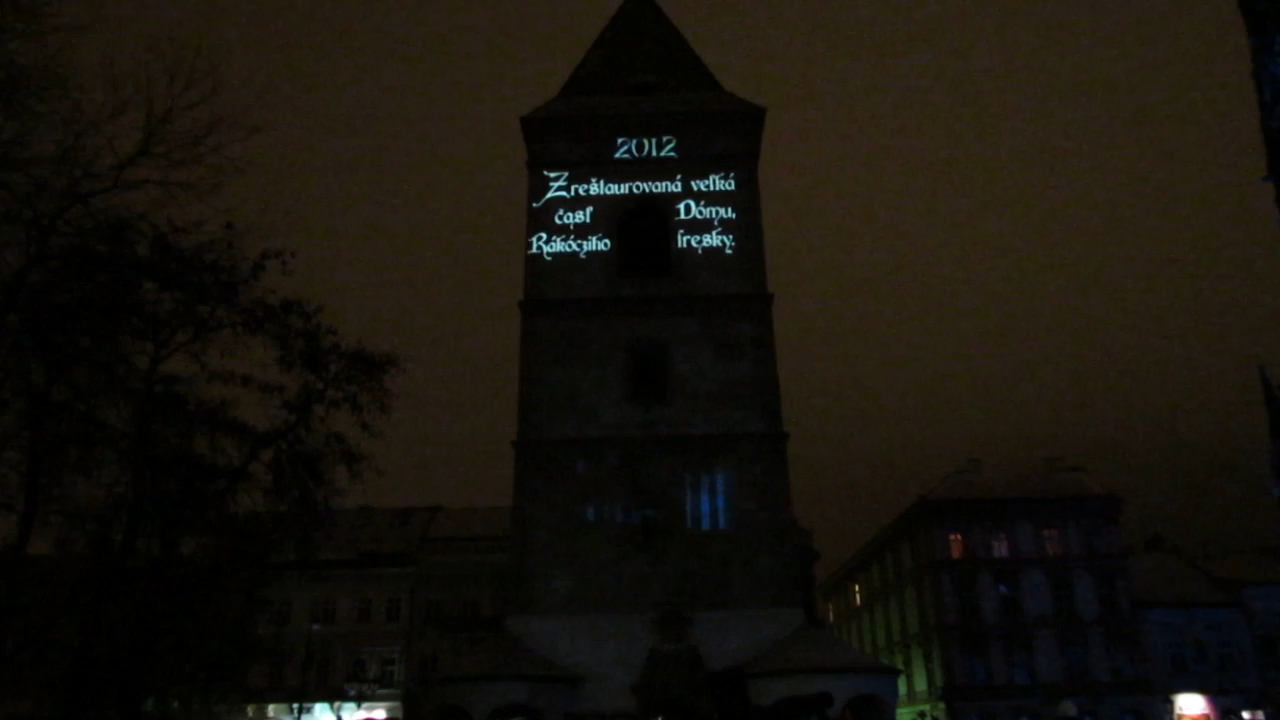 2012
Zreštaurovaná veľká
časť Dómu,
Rákócziho fresky.